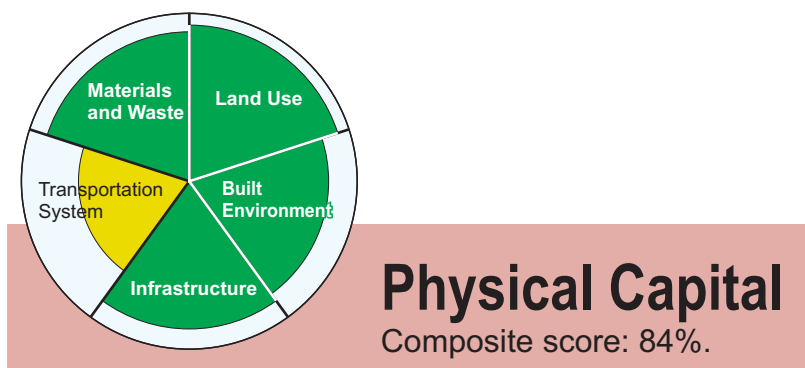 Materials
and Waste
Land Use
Transportation
System
Built
Environment
Infrastructure
Physical Capital
Composite score: 84%.